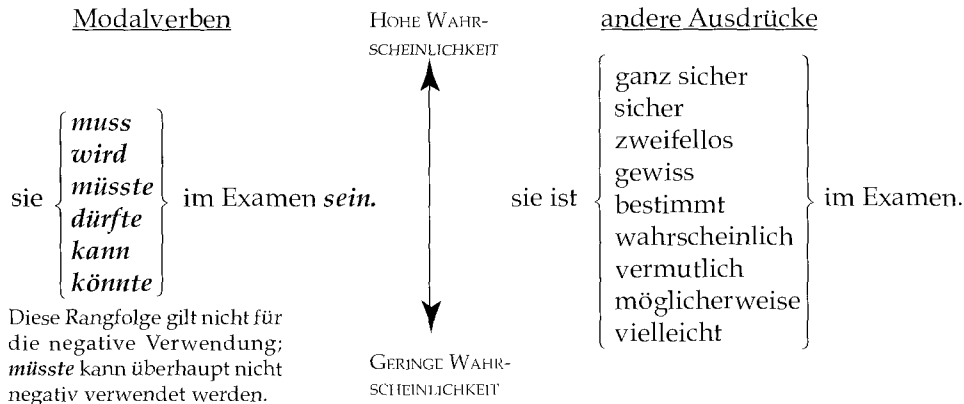 Modalverben
HOHE WAHR-
SCHEINLICHKEIT
andere Ausdrücke
muss
wird
müsste
dürfte
kann
könnte
sie
im Examen sein.
sie ist
ganz sicher
sicher
zweifellos
gewiss
bestimmt
wahrscheinlich
vermutlich
möglicherweise
vielleicht
im Examen.
Diese Rangfolge gilt nicht für
die negative Verwendung;
müsste kann überhaupt nicht
negativ verwendet werden.
GERINGE WAHR-
SCHEINLICHKEIT